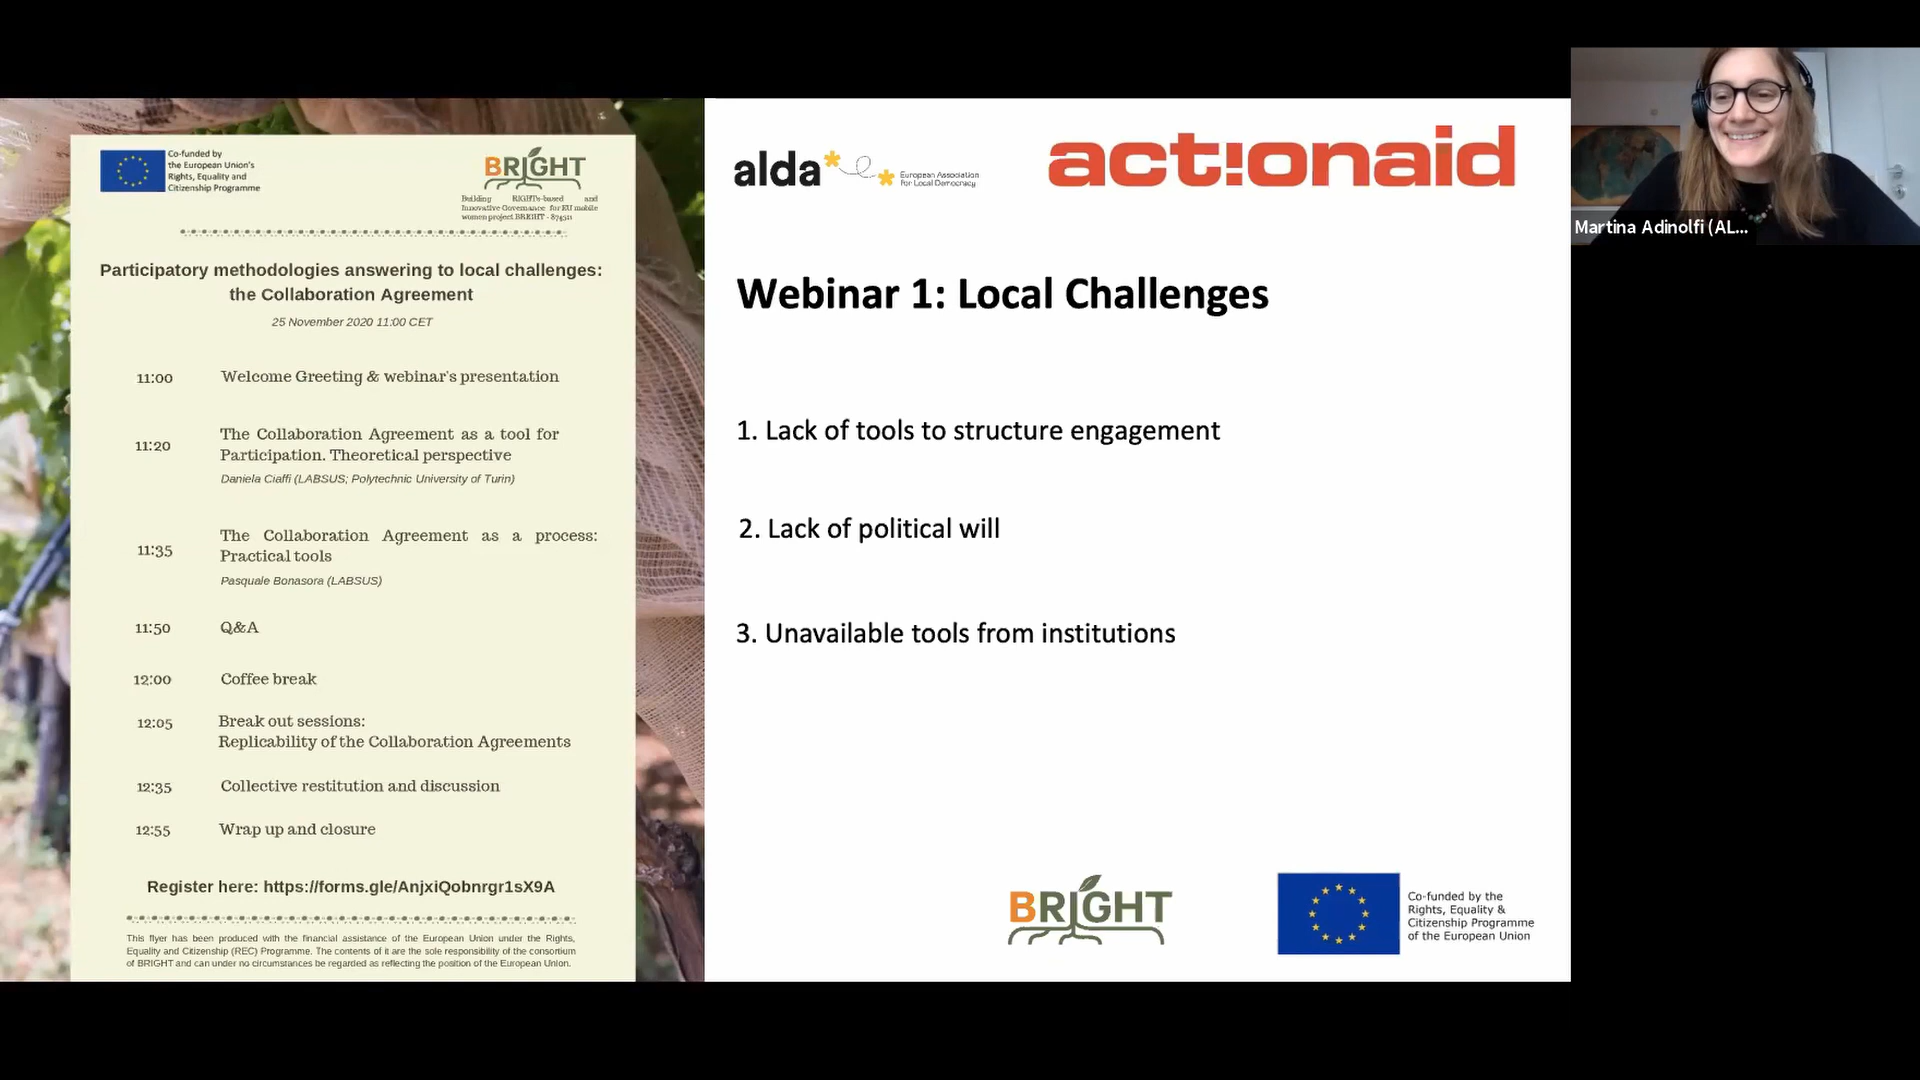 Co-funded by
the European Union's
Rights, Equality and
Citizenship Programme
BRIGHT
Building RIGHTs-based and
Innovative Governance for EU mobile
women project BRIGHT - 874511
Participatory methodologies answering to local challenges:
the Collaboration Agreement
25 November 2020 11:00 CET
11:00 Welcome Greeting & webinar's presentation
11:20 The Collaboration Agreement as a tool for
Participation. Theoretical perspective
Daniela Ciaffi (LABSUS; Polytechnic University of Turin)
11:35 The Collaboration Agreement as a process:
Practical tools
Pasquale Bonasora (LABSUS)
11:50 Q&A
12:00 Coffee break
12:05 Break out sessions:
Replicability of the Collaboration Agreements
12:35 Collective restitution and discussion
12:55 Wrap up and closure
Register here: https://forms.gle/AnjxiQobnrgr1sX9A
This flyer has been produced with the financial assistance of the European Union under the Rights,
Equality and Citizenship (REC) Programme. The contents of it are the sole responsibility of the consortium
of BRIGHT and can under no circumstances be regarded as reflecting the position of the European Union.
alda
European Association
for Local Democracy
act!onaid
Webinar 1: Local Challenges
1. Lack of tools to structure engagement
2. Lack of political will
3. Unavailable tools from institutions
BRIGHT
Co-funded by the
Rights, Equality &
Citizenship Programme
of the European Union
Martina Adinolfi (AL...